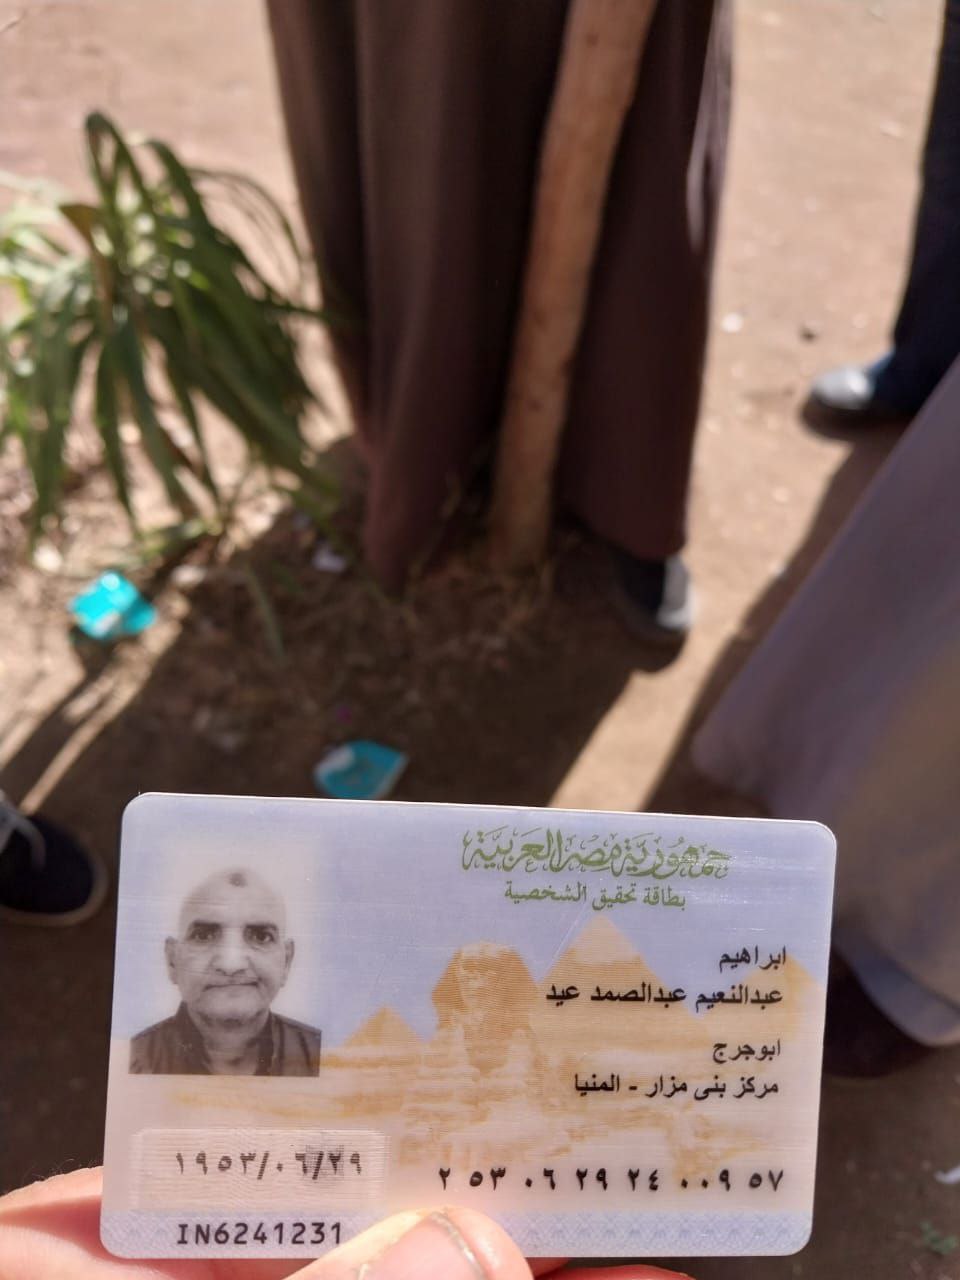 جمهورية مصر العربية
بطاقة تحقيق الشخصية
ابراهيم
عبدالنعيم عبدالصمد عيد
ابوجرج
مركز بنى مزار - المنيا
٢ ٥٣ ٠٦ ٢٩ ٢٤ ٠٠٩ ٥٧
١٩٥٣/٠٦/٢٩
IN6241231